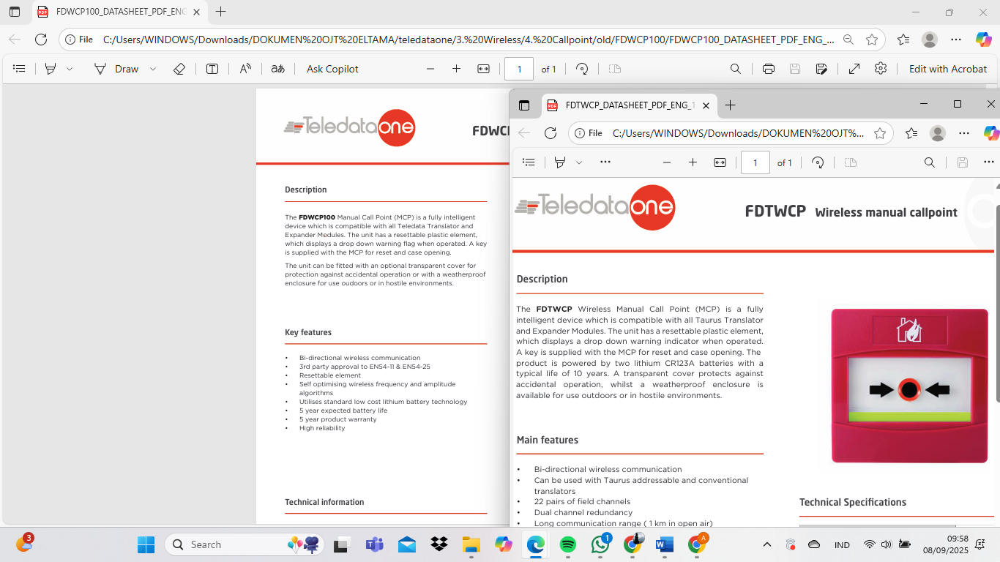 FDWCP100_DATASHEET_PDF_ENG
File
C:/Users/WINDOWS/Downloads/DOKUMEN%20OJT%20ELTAMA/teledataone/3.%20Wireless/4.%20Callpoint/old/FDWCP100/FDWCP100_DATASHEET_PDF_ENG_...
Draw
Ask Copilot
1
of 1
Edit with Acrobat
Teledataone
FDWCP
Description
The FDWCP100 Manual Call Point (MCP) is a fully intelligent
device which is compatible with all Teledata Translator and
Expander Modules. The unit has a resettable plastic element,
which displays a drop down warning flag when operated. A key
is supplied with the MCP for reset and case opening.
The unit can be fitted with an optional transparent cover for
protection against accidental operation or with a weatherproof
enclosure for use oudoors or in hostile environments.
Key features
• Bi-directional wireless communication
• 3rd party approval to EN54-11 & EN54-25
• Resettable element
• Self optimising wireless frequency and amplitude
algorithms
• Utilises standard low cost lithium battery technology
• 5 year expected battery life
• 5 year product warranty
• High reliability
Technical information
FDTWCP_DATASHEET_PDF_ENG_1
File
C:/Users/WINDOWS/Downloads/DOKUMEN%20OJT%...
1
of 1
Teledataone
FDTWCP Wireless manual callpoint
Description
The FDTWCP Wireless Manual Call Point (MCP) is a fully
intelligent device which is compatible with all Taurus Translator
and Expander Modules. The unit has a resettable plastic element,
which displays a drop down warning indicator when operated.
A key is supplied with the MCP for reset and case opening. The
product is powered by two lithium CR123A batteries with a
typical life of 10 years. A transparent cover protects against
accidental operation, whilst a weatherproof enclosure is
available for use outdoors or in hostile environments.
Main features
• Bi-directional wireless communication
• Can be used with Taurus addressable and conventional
translators
• 22 pairs of field channels
• Dual channel redundancy
• Long communication range ( 1 km in open air)
Technical Specifications
3
Search
1
A
IND
09:58
08/09/2025